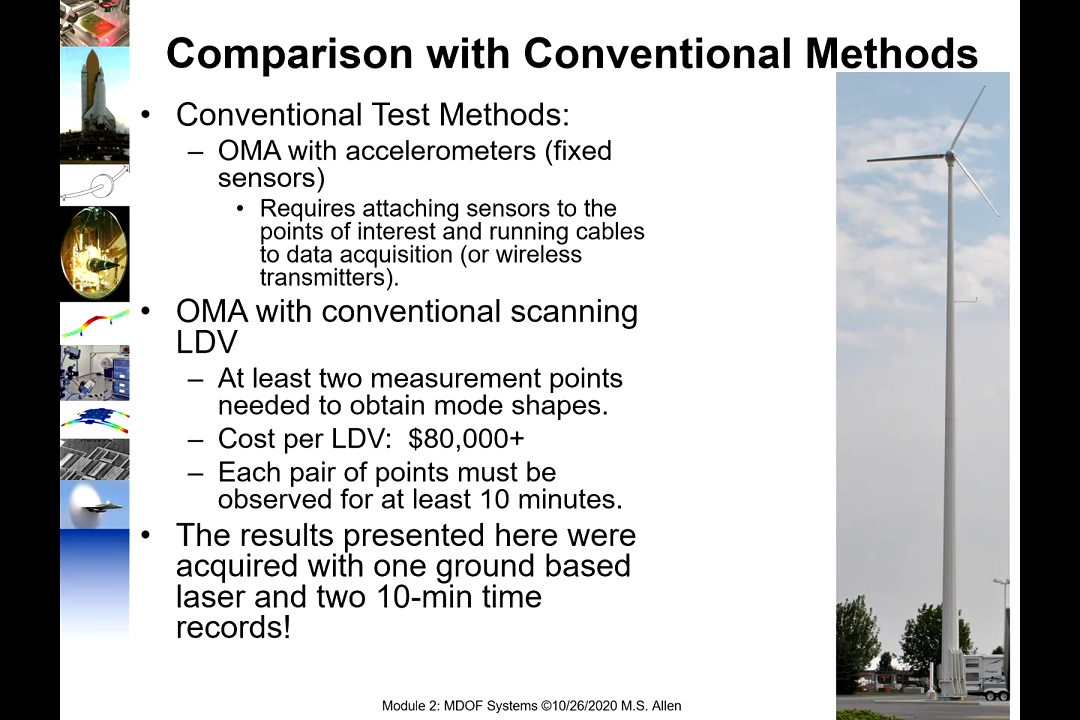 Comparison with Conventional Methods
• Conventional Test Methods:
– OMA with accelerometers (fixed
sensors)
• Requires attaching sensors to the
points of interest and running cables
to data acquisition (or wireless
transmitters).
• OMA with conventional scanning
LDV
– At least two measurement points
needed to obtain mode shapes.
– Cost per LDV:  $80,000+
– Each pair of points must be
observed for at least 10 minutes.
• The results presented here were
acquired with one ground based
laser and two 10-min time
records!
Module 2: MDOF Systems ©10/26/2020 M.S. Allen